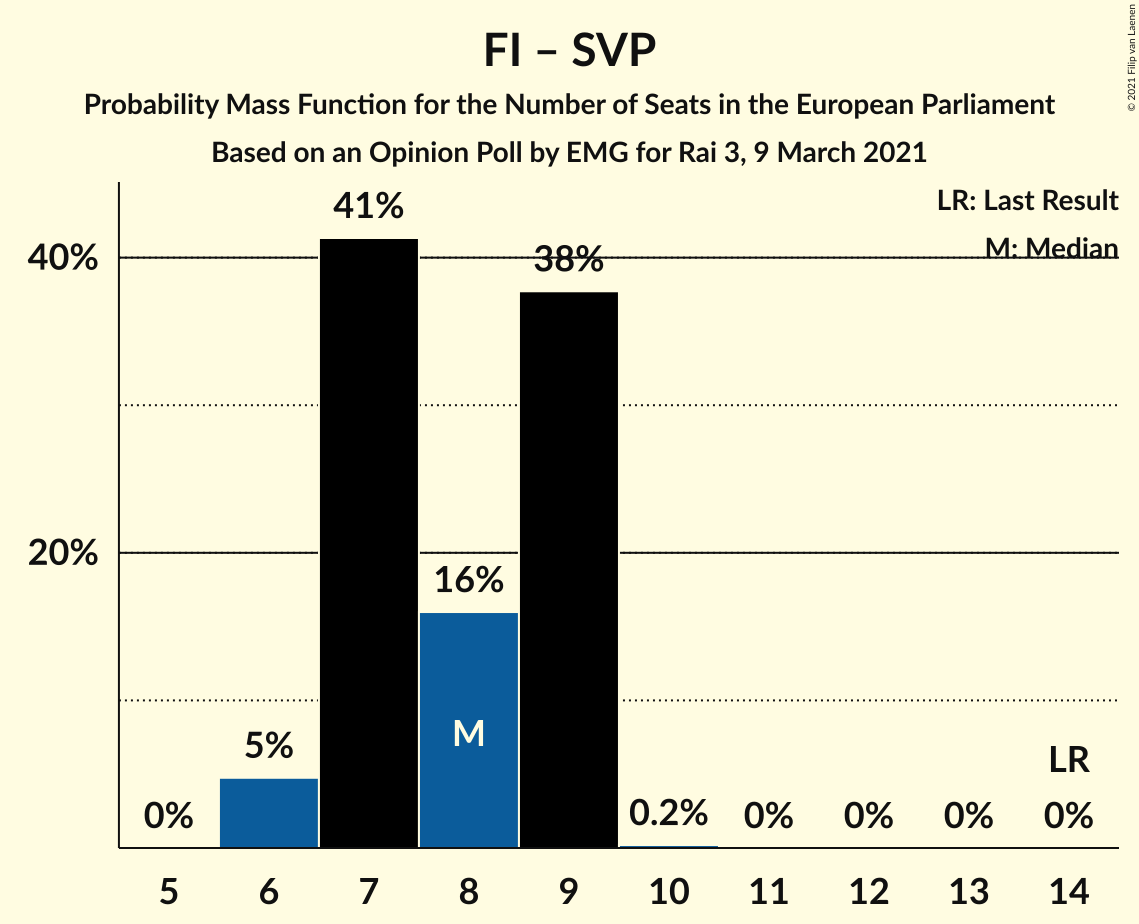 FI – SVP
Probability Mass Function for the Number of Seats in the European Parliament
Based on an Opinion Poll by EMG for Rai 3, 9 March 2021
© 2021 Filip van Laenen
LR: Last Result
M: Median
41%
40%
38%
20%
16%
M
5%
LR
0%
0.2%
0%
0%
0%
0%
5 6 7 8 9 10 11 12 13 14